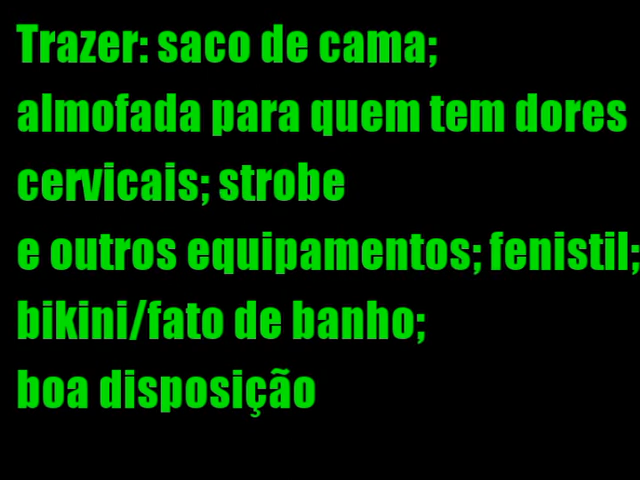 Trazer: saco de cama;
almofada para quem tem dores
cervicais; strobe
e outros equipamentos; fenistil;
bikini/fato de banho;
boa disposição